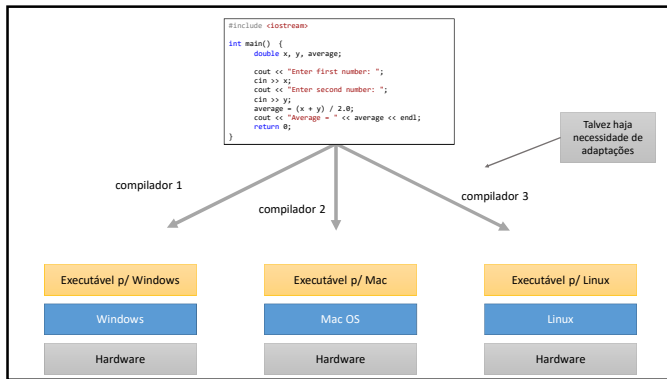 #include <iostream>
int main()  {
double x, y, average;
cout << "Enter first number: ";
cin >> x;
cout << "Enter second number: ";
cin >> y;
average = (x + y) / 2.0;
cout << "Average = " << average << endl;
return 0;
}
Talvez haja
necessidade de
adaptações
compilador 1
compilador 2
compilador 3
Executável p/ Windows
Executável p/ Mac
Executável p/ Linux
Windows
Mac OS
Linux
Hardware
Hardware
Hardware